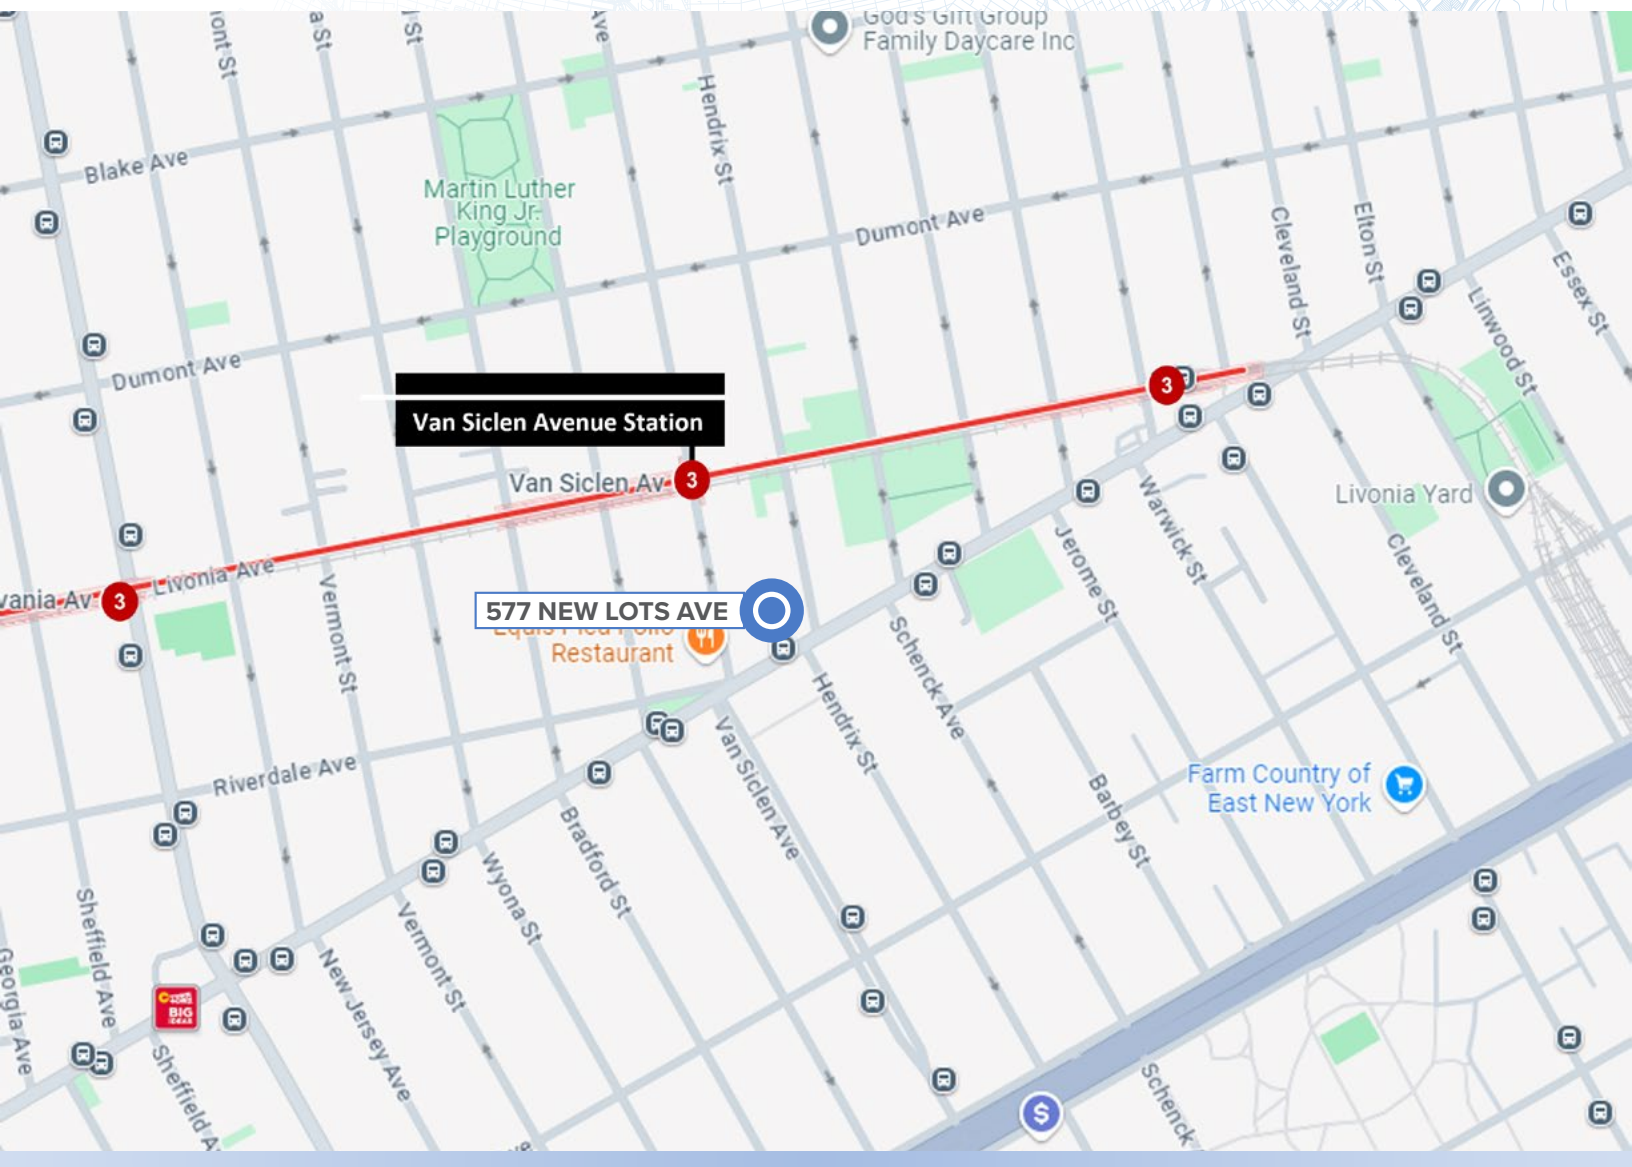 God's Gift Group
Family Daycare Inc
Hendrix St
Blake Ave
Martin Luther
King Jr.
Playground
Dumont Ave
Cleveland St
Elton St
Essex St
Linwood St
Dumont Ave
Van Siclen Avenue Station
3
Van Siclen Av
3
Livonia Yard
Livonia Ave
3
Vermont St
577 NEW LOTS AVE
Restaurant
Warwick St
Jerome St
Cleveland St
Schenck Ave
Hendrix St
Van Siclen Ave
Riverdale Ave
Farm Country of
East New York
Barbey St
Bradford St
Wyona St
Vermont St
Sheffield Ave
Georgia Ave
New Jersey Ave
BIG
IDEAS
Sheffield A
$
Schenck